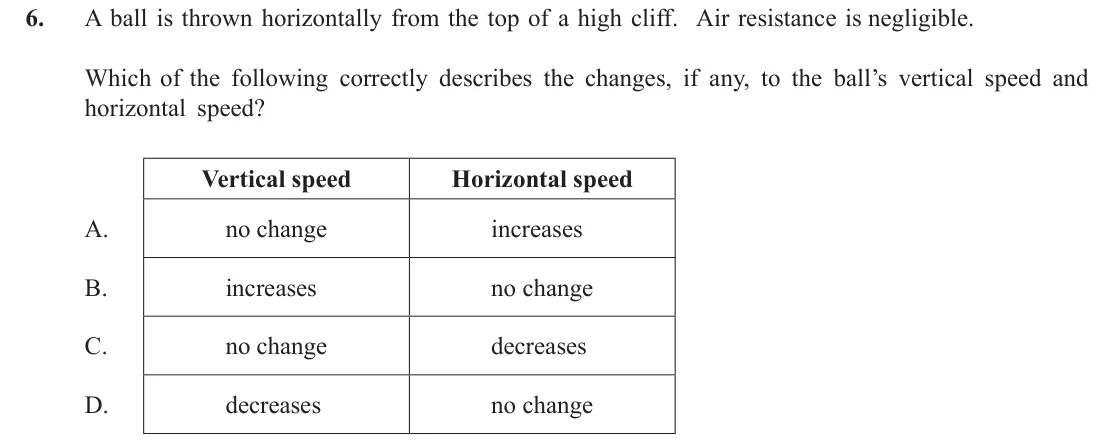 6. A ball is thrown horizontally from the top of a high cliff. Air resistance is negligible.
Which of the following correctly describes the changes, if any, to the ball’s vertical speed and
horizontal speed?
Vertical speed Horizontal speed
A. no change increases
B. increases no change
C. no change decreases
D. decreases no change